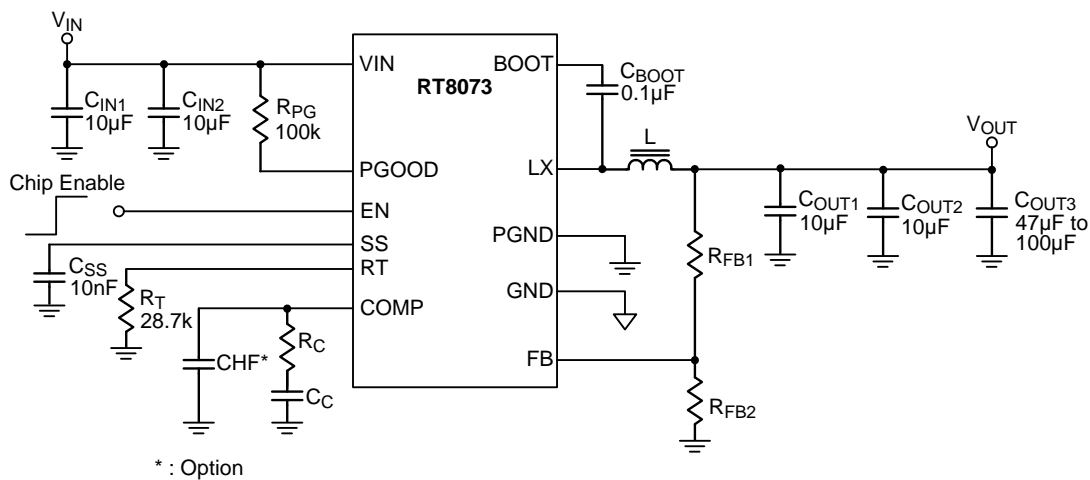 VIN
VIN
BOOT
RT8073
CBOOT
0.1µF
CIN1
10µF
CIN2
10µF
RPG
100k
L
VOUT
LX
PGOOD
Chip Enable
EN
COUT1
10µF
COUT2
10µF
COUT3
47µF to
100µF
SS
PGND
RFB1
CSS
10nF
RT
RT
28.7k
GND
COMP
RC
CHF*
FB
CC
RFB2
* : Option